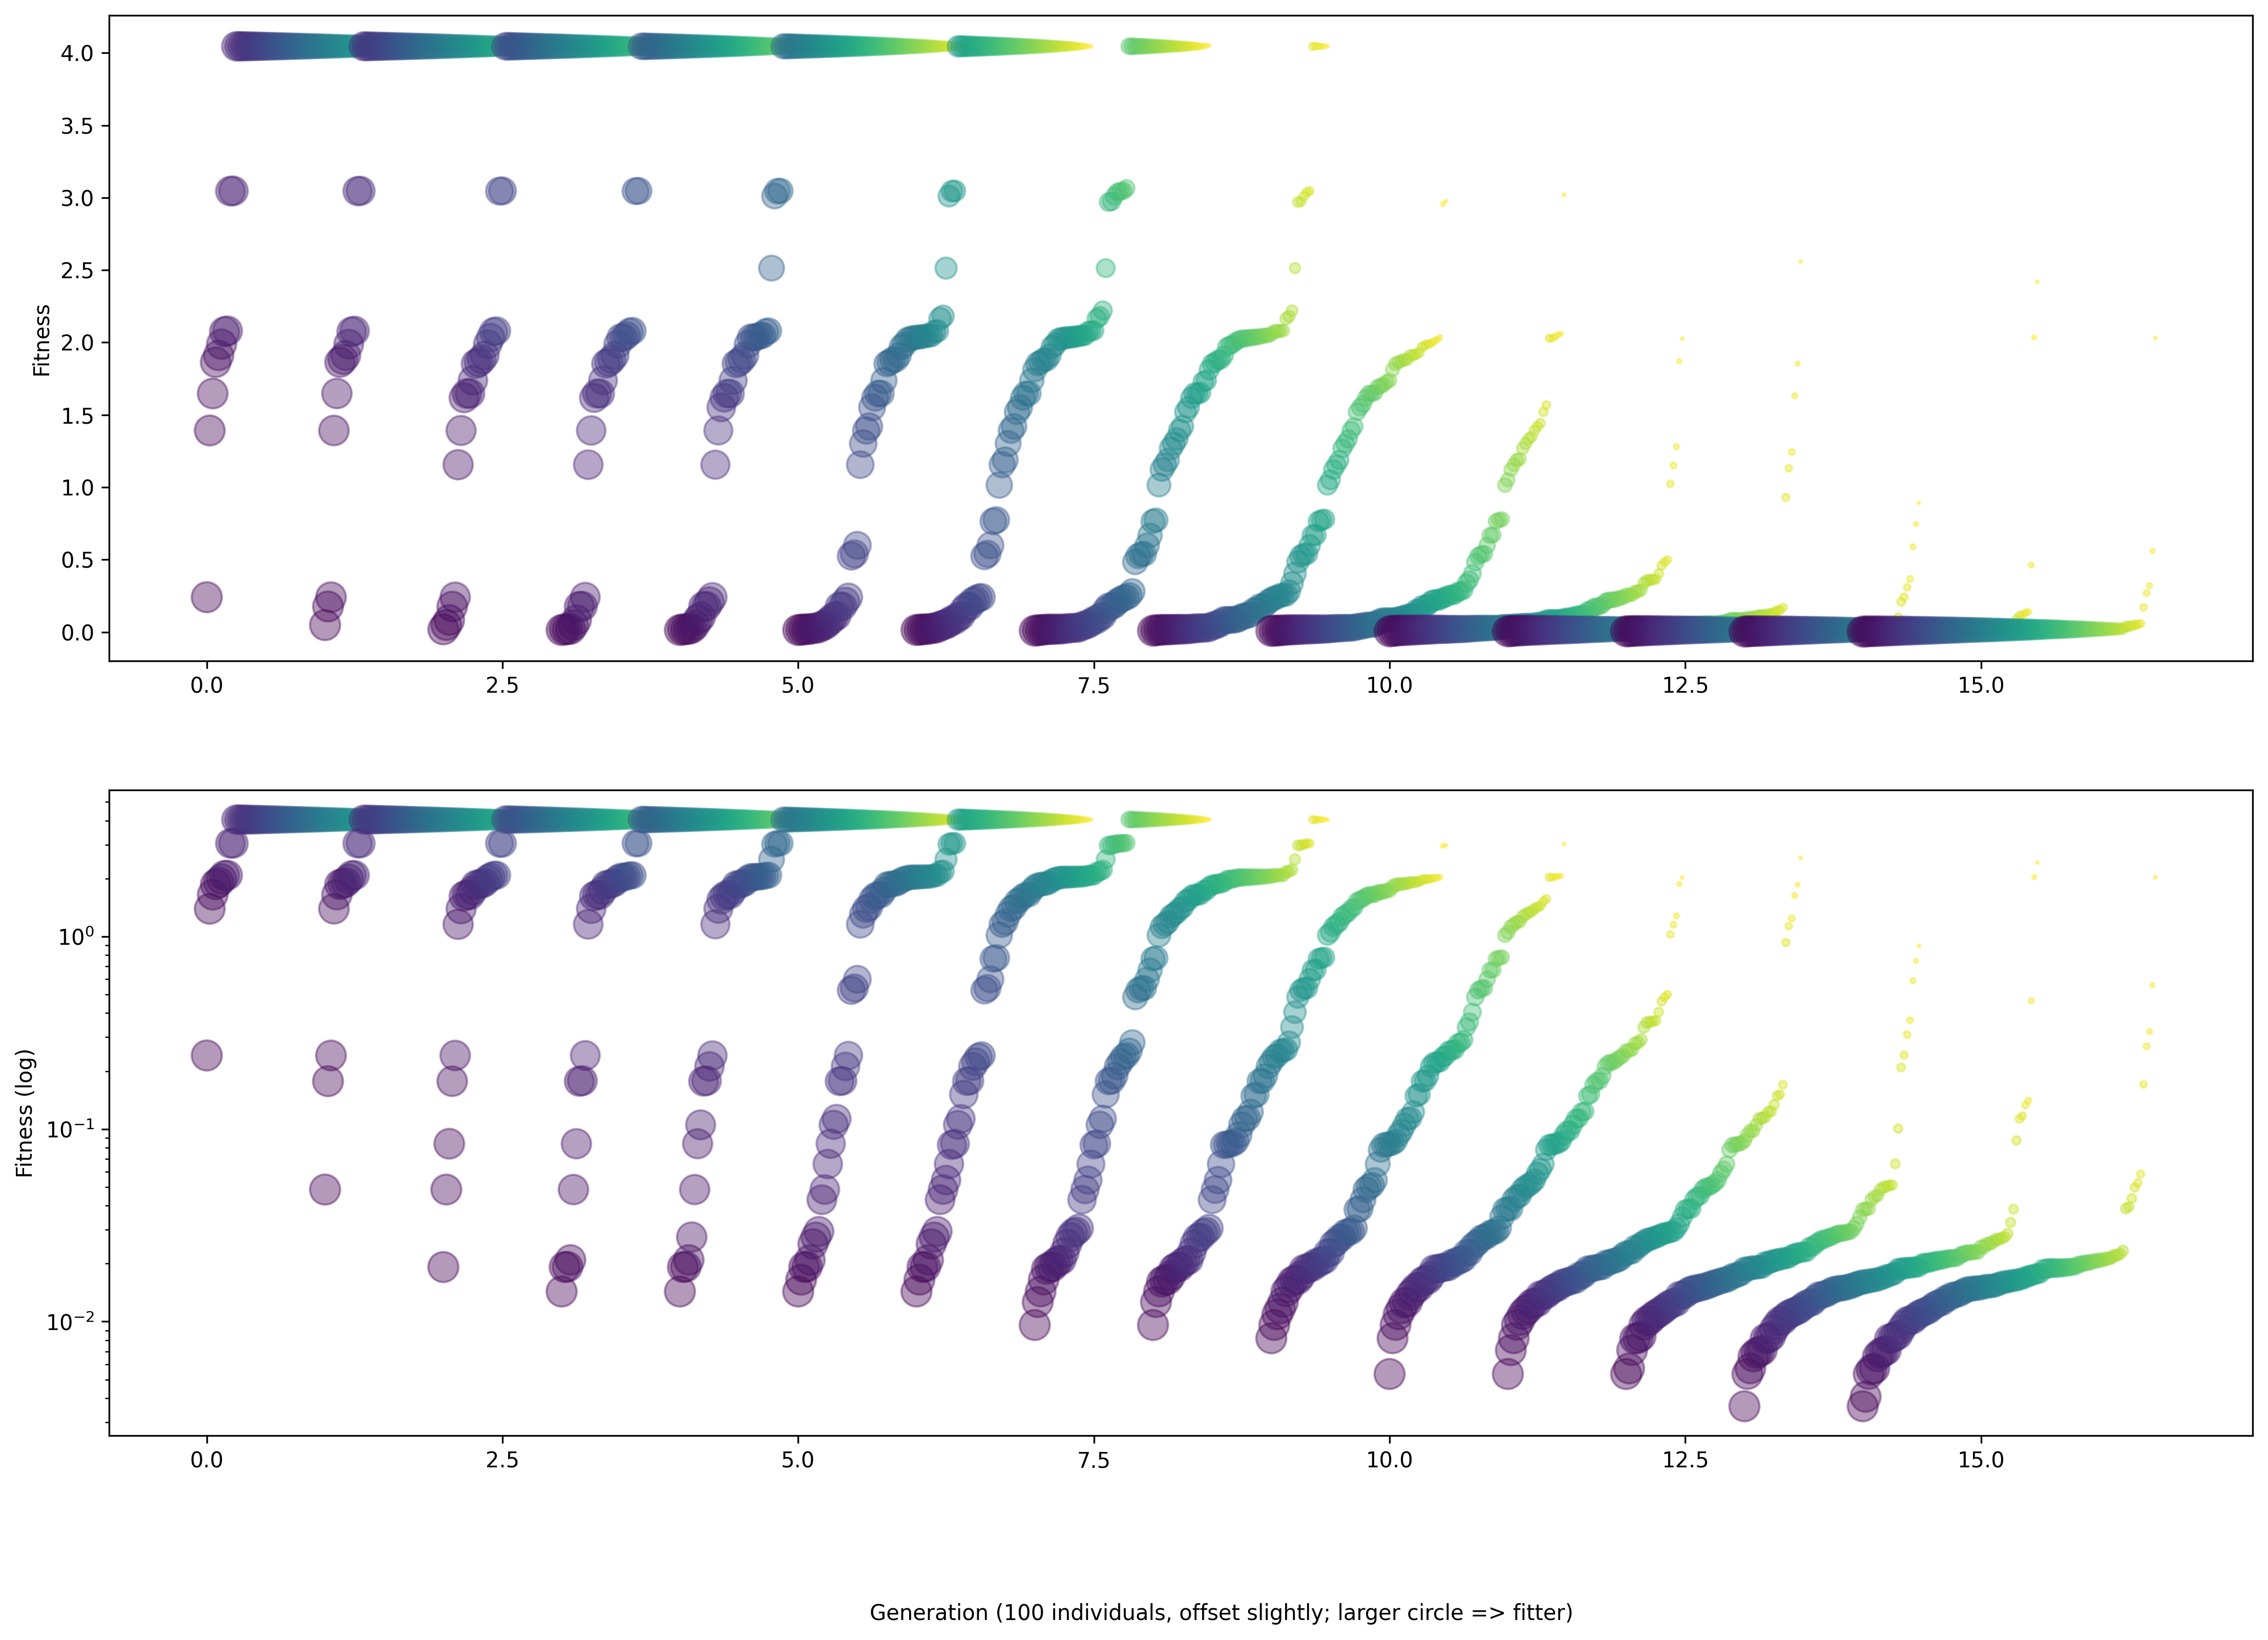 4.0
3.5
3.0
2.5
2.0
1.5
1.0
0.5
0.0
Fitness
0.0 2.5 5.0 7.5 10.0 12.5 15.0
10⁰
10⁻¹
10⁻²
Fitness (log)
0.0 2.5 5.0 7.5 10.0 12.5 15.0
Generation (100 individuals, offset slightly; larger circle => fitter)